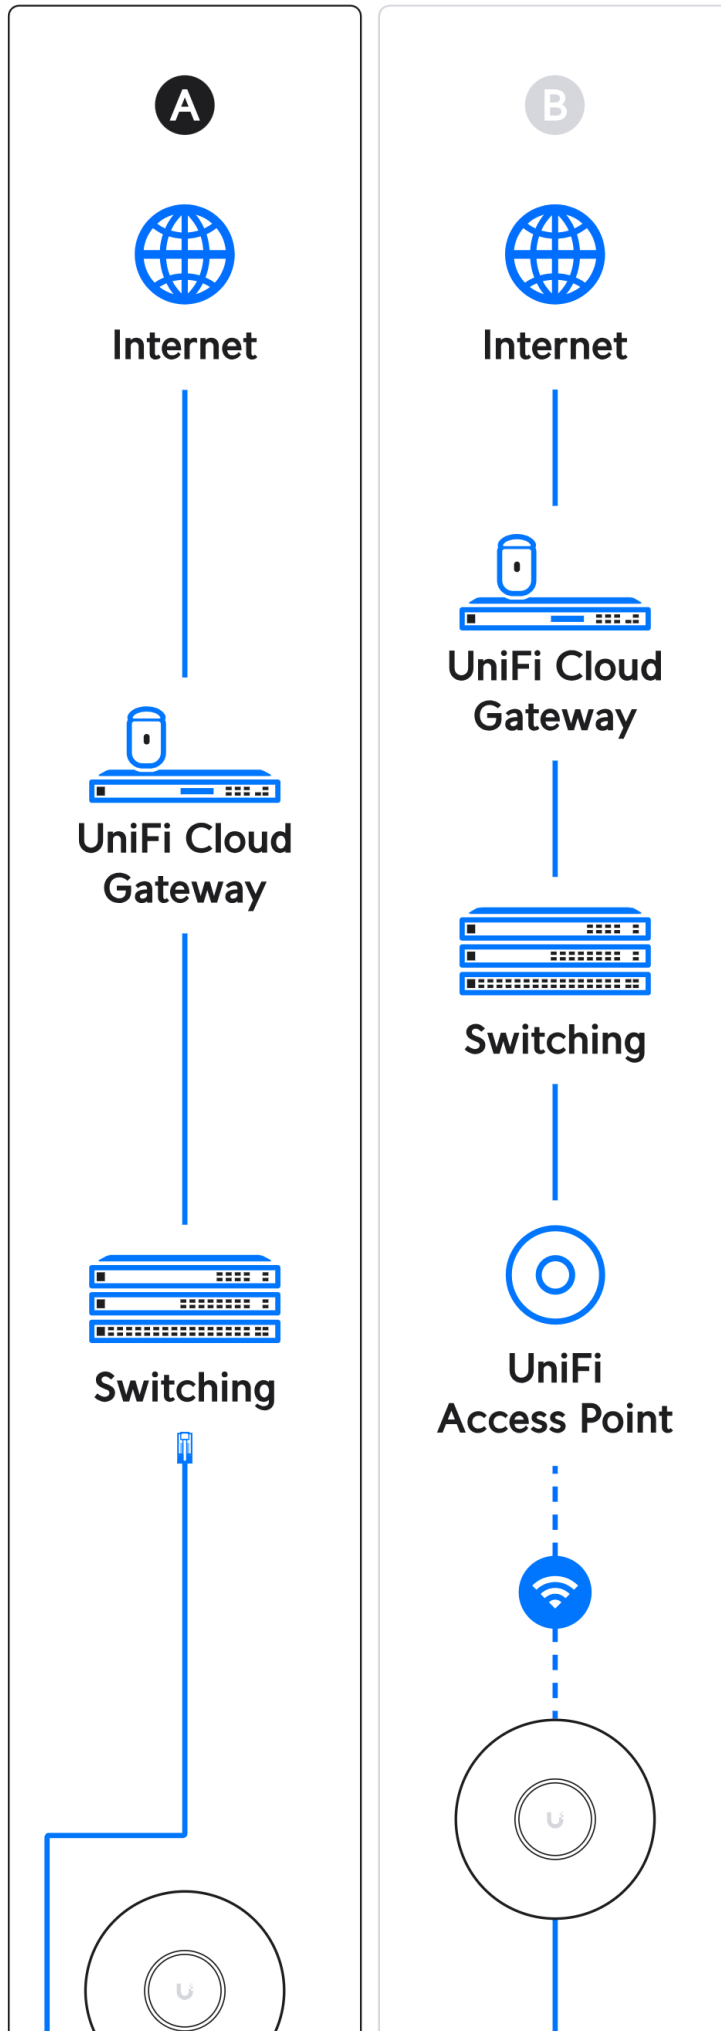 A
Internet
UniFi Cloud
Gateway
Switching
B
Internet
UniFi Cloud
Gateway
Switching
UniFi
Access Point